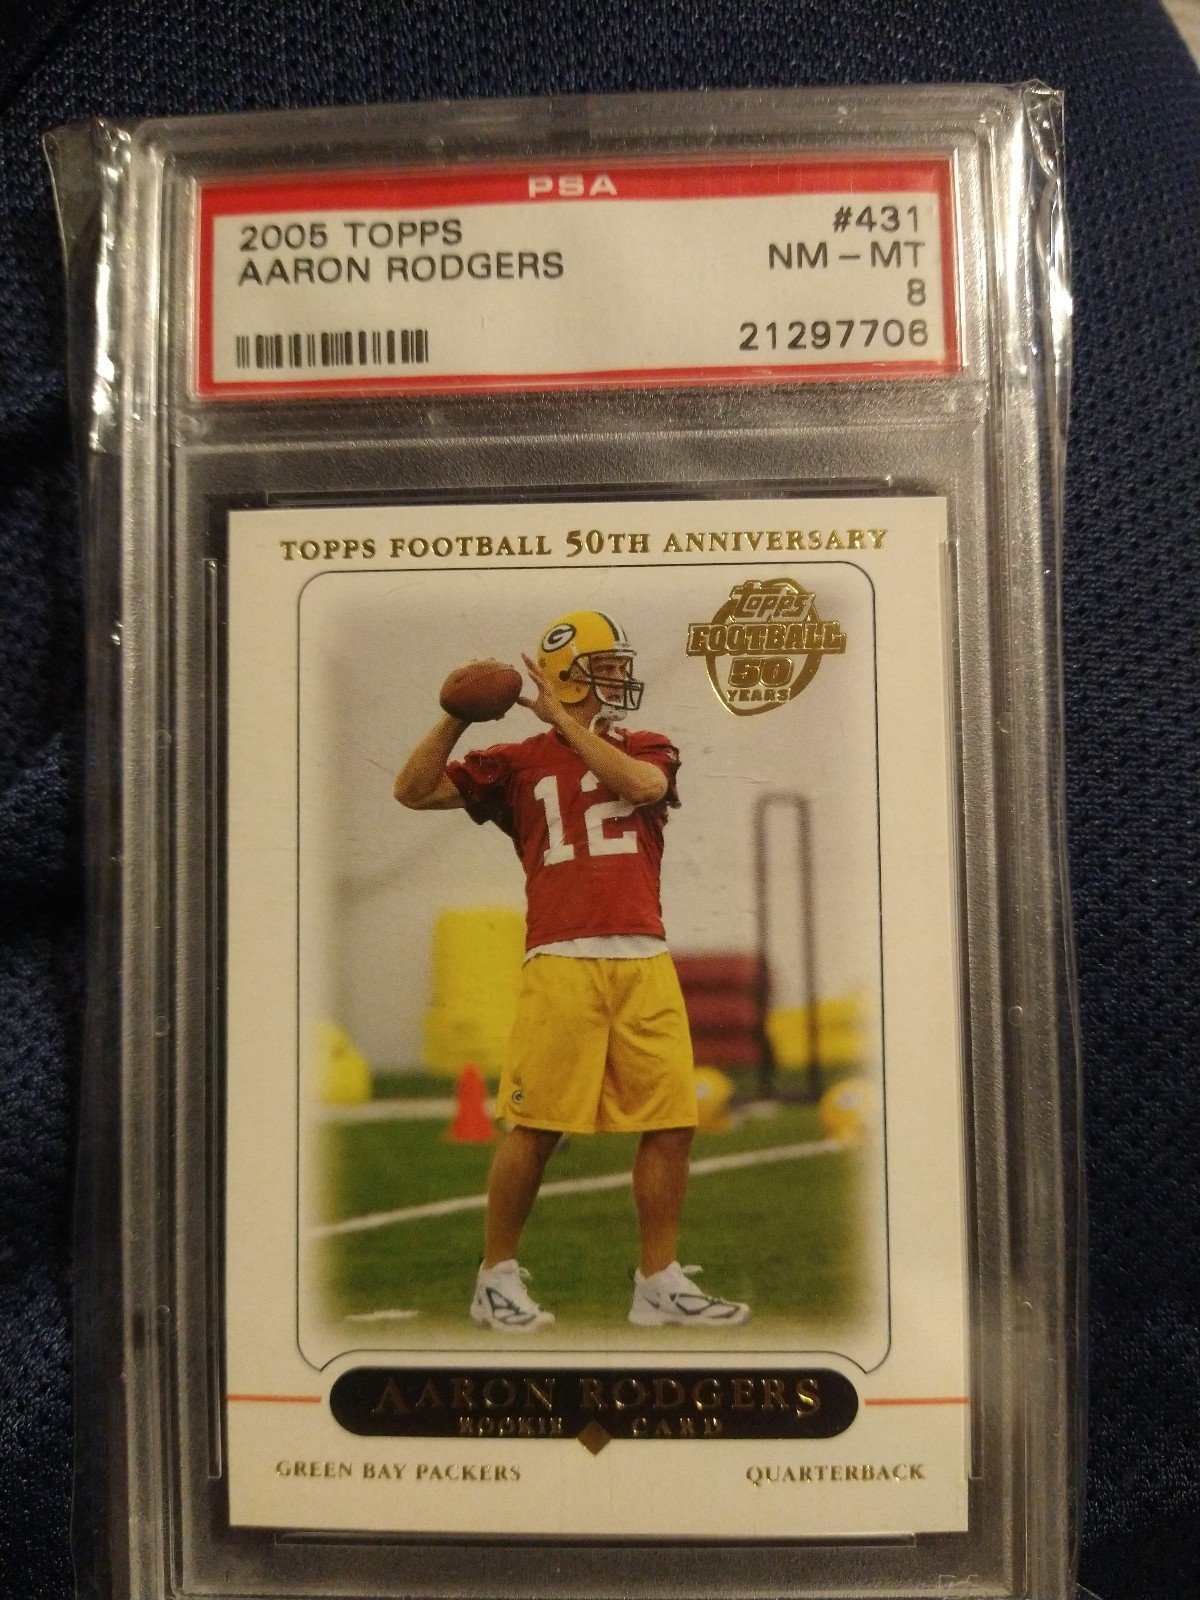 PSA
2005 TOPPS #431
AARON RODGERS NM-MT
8
21297706
TOPPS FOOTBALL 50TH ANNIVERSARY
Topps
FOOTBALL
50
YEARS
G
12
G
AARON RODGERS
ROOKIE CARD
GREEN BAY PACKERS QUARTERBACK